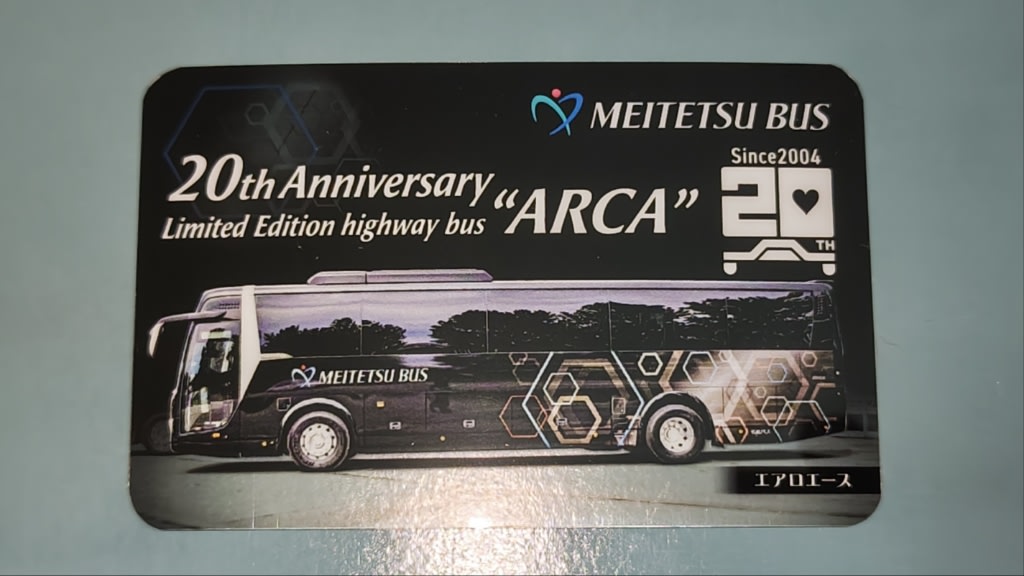 MEITETSU BUS
Since2004
20
TH
20th Anniversary
Limited Edition highway bus "ARCA"
MEITETSU BUS
エアロエース